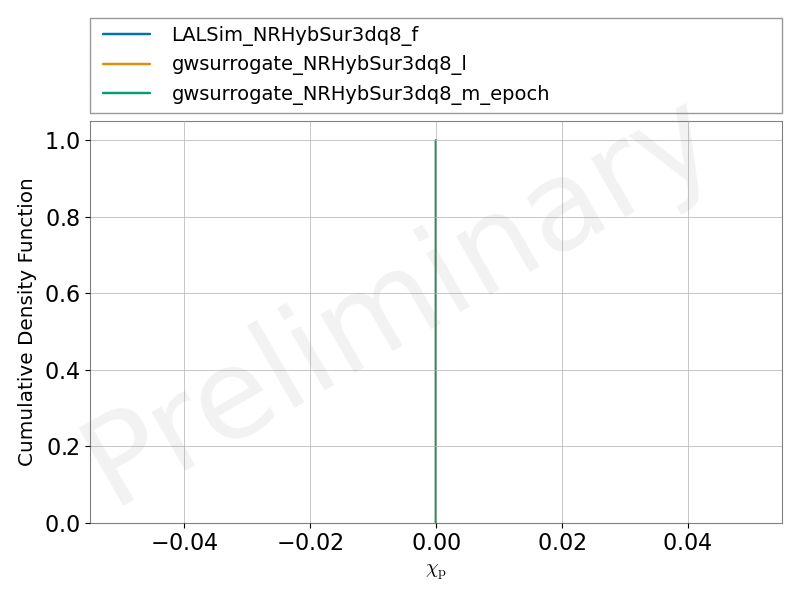 LALSim_NRHybSur3dq8_f
gwsurrogate_NRHybSur3dq8_l
gwsurrogate_NRHybSur3dq8_m_epoch
Preliminary
Cumulative Density Function
1.0
0.8
0.6
0.4
0.2
0.0
−0.04 −0.02 0.00 0.02 0.04
χp